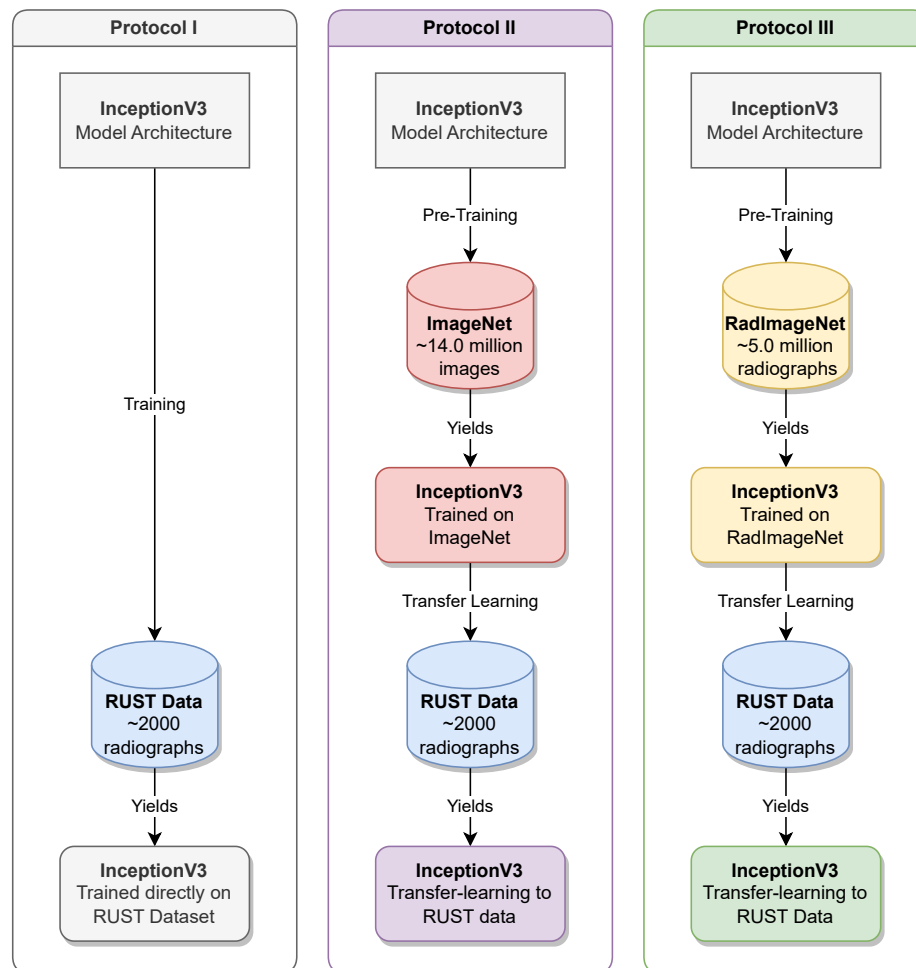 Protocol I
InceptionV3
Model Architecture
Training
RUST Data
~2000
radiographs
Yields
InceptionV3
Trained directly on
RUST Dataset
Protocol II
InceptionV3
Model Architecture
Pre-Training
ImageNet
~14.0 million
images
Yields
InceptionV3
Trained on
ImageNet
Transfer Learning
RUST Data
~2000
radiographs
Yields
InceptionV3
Transfer-learning to
RUST data
Protocol III
InceptionV3
Model Architecture
Pre-Training
RadImageNet
~5.0 million
radiographs
Yields
InceptionV3
Trained on
RadImageNet
Transfer Learning
RUST Data
~2000
radiographs
Yields
InceptionV3
Transfer-learning to
RUST Data